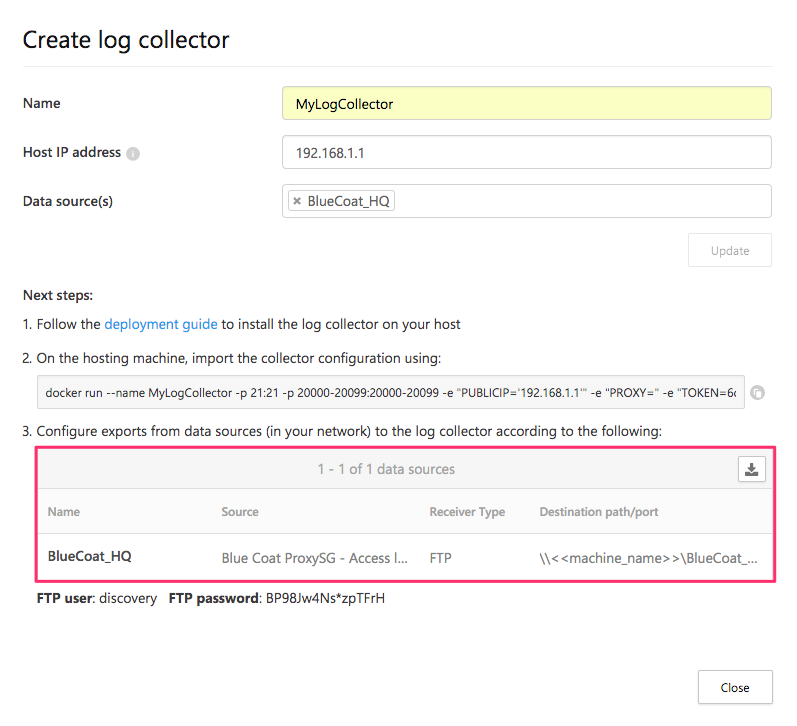 Create log collector
Name
MyLogCollector
Host IP address
192.168.1.1
Data source(s)
× BlueCoat_HQ
Update
Next steps:
1. Follow the deployment guide to install the log collector on your host
2. On the hosting machine, import the collector configuration using:
docker run --name MyLogCollector -p 21:21 -p 20000-20099:20000-20099 -e "PUBLICIP='192.168.1.1'" -e "PROXY=" -e "TOKEN=6c
3. Configure exports from data sources (in your network) to the log collector according to the following:
1 - 1 of 1 data sources
Name Source Receiver Type Destination path/port
BlueCoat_HQ Blue Coat ProxySG - Access l... FTP \\<<machine_name>>\BlueCoat_...
FTP user: discovery FTP password: BP98Jw4Ns*zpTFrH
Close